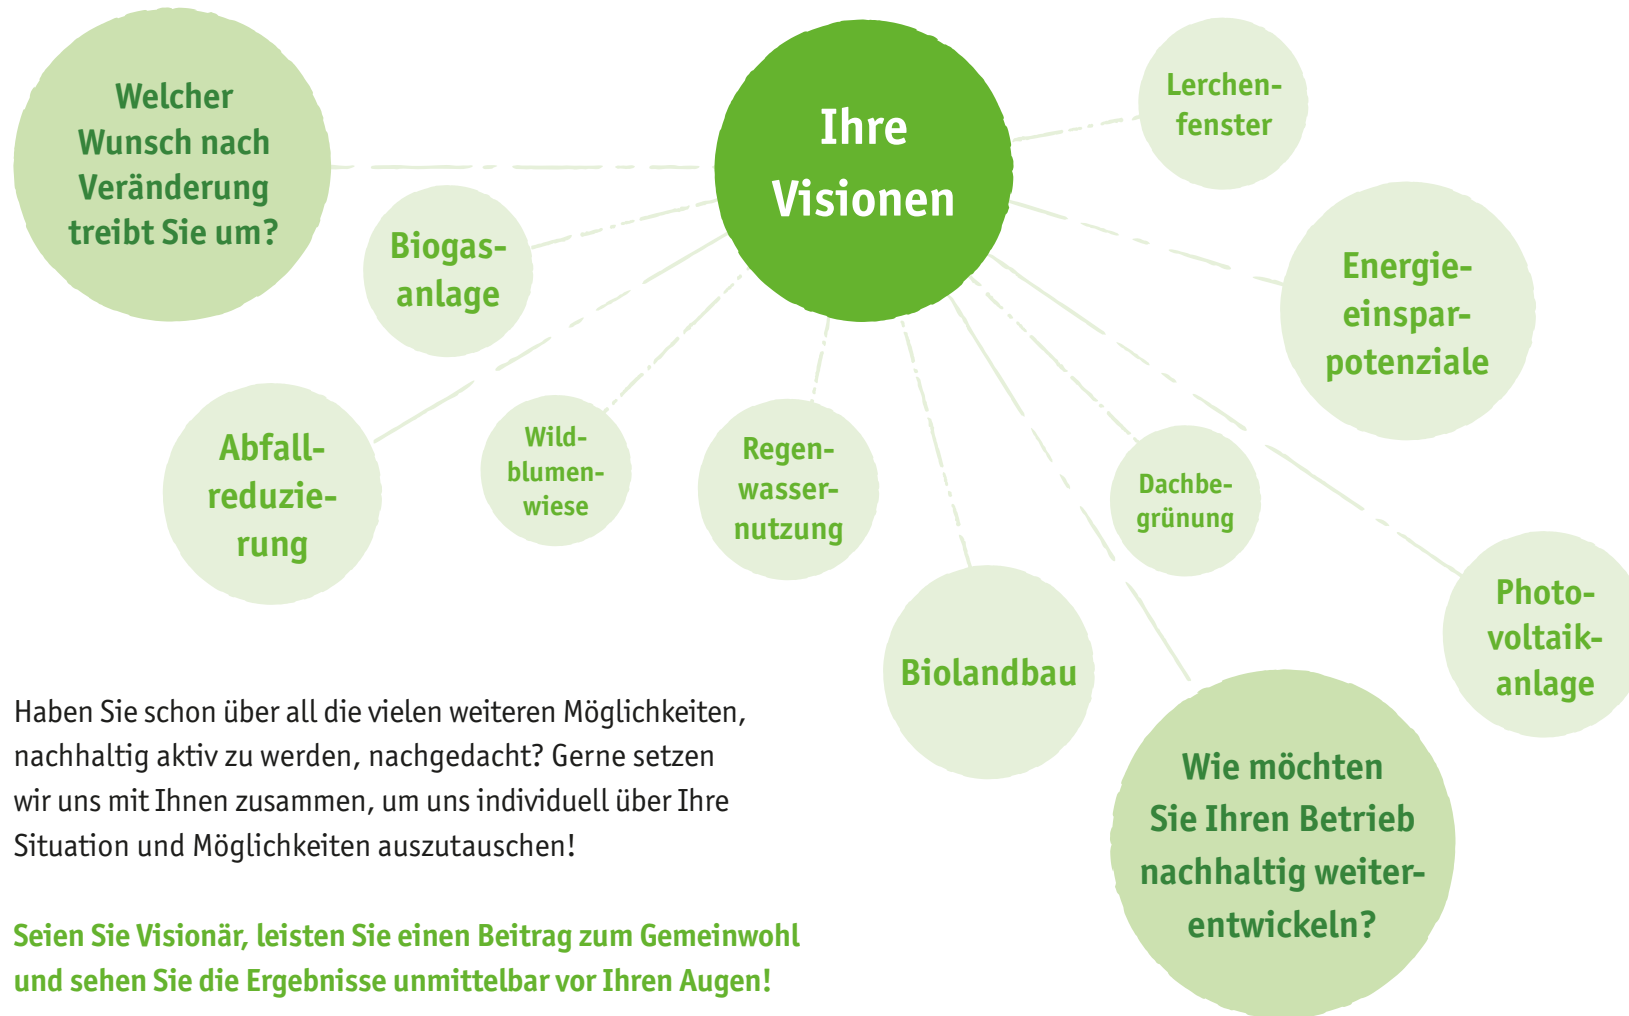 Welcher
Wunsch nach
Veränderung
treibt Sie um?
Ihre
Visionen
Lerchen-
fenster
Biogas-
anlage
Energie-
einspar-
potenziale
Abfall-
reduzie-
rung
Wild-
blumen-
wiese
Regen-
wasser-
nutzung
Dachbe-
grünung
Biolandbau
Photo-
voltaik-
anlage
Wie möchten
Sie Ihren Betrieb
nachhaltig weiter-
entwickeln?
Haben Sie schon über all die vielen weiteren Möglichkeiten,
nachhaltig aktiv zu werden, nachgedacht? Gerne setzen
wir uns mit Ihnen zusammen, um uns individuell über Ihre
Situation und Möglichkeiten auszutauschen!
Seien Sie Visionär, leisten Sie einen Beitrag zum Gemeinwohl
und sehen Sie die Ergebnisse unmittelbar vor Ihren Augen!